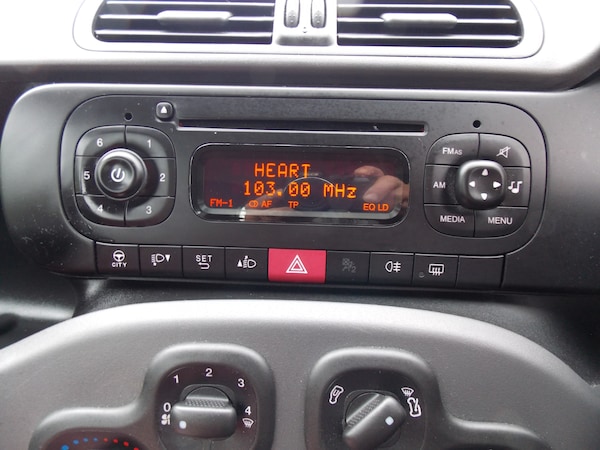 HEART
103.00 MHz
FM-1 CD AF TP EQ LD
6 1
5 2
4 3
FMAS
AM
MEDIA MENU
CITY SET
0 1 2 3 4